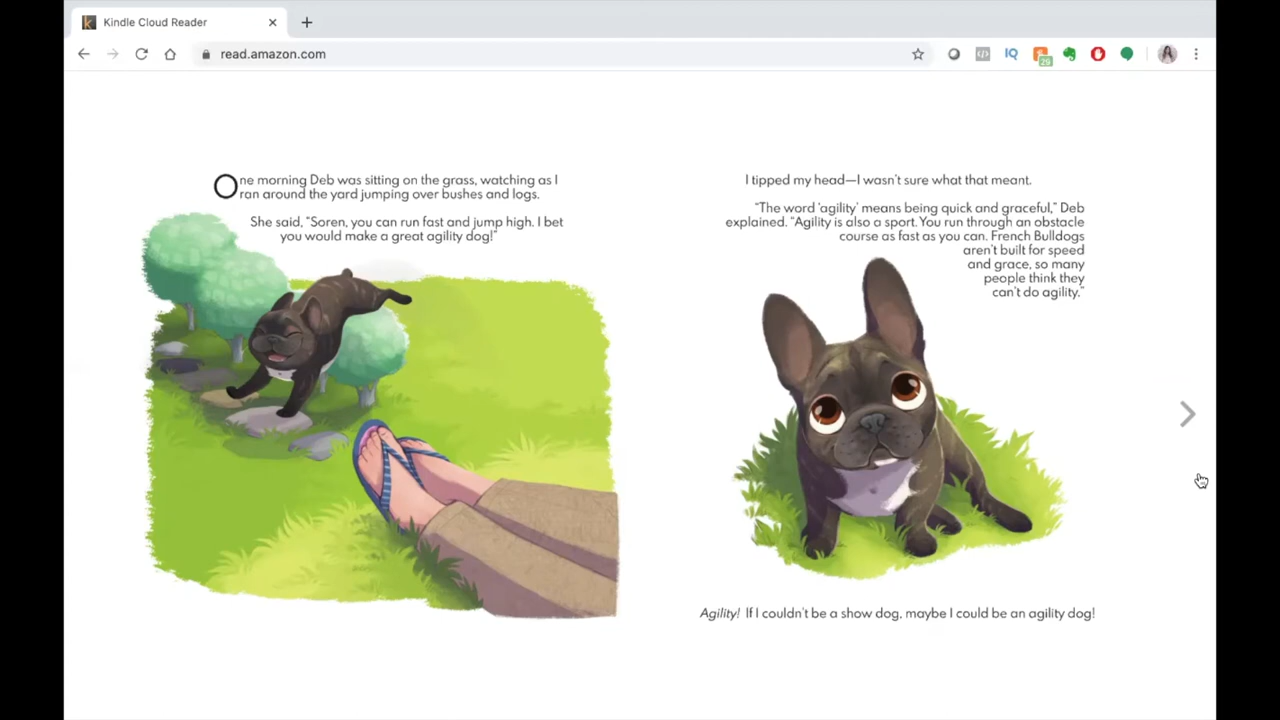 Kindle Cloud Reader
read.amazon.com
IQ
29
One morning Deb was sitting on the grass, watching as I
ran around the yard jumping over bushes and logs.
She said, “Soren, you can run fast and jump high. I bet
you would make a great agility dog!”
I tipped my head—I wasn’t sure what that meant.
“The word ‘agility’ means being quick and graceful,” Deb
explained. “Agility is also a sport. You run through an obstacle
course as fast as you can. French Bulldogs
aren’t built for speed
and grace, so many
people think they
can’t do agility.”
Agility! If I couldn’t be a show dog, maybe I could be an agility dog!